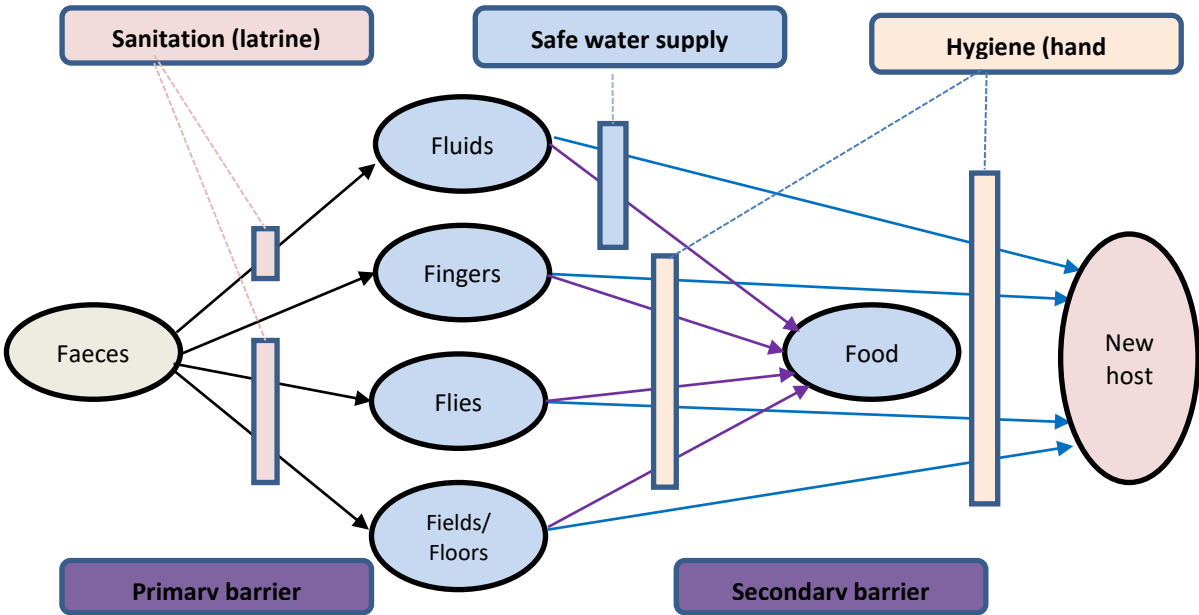 Sanitation (latrine)
Safe water supply
Hygiene (hand
Fluids
Fingers
Faeces
Food
New
host
Flies
Fields/
Floors
Primary barrier
Secondary barrier